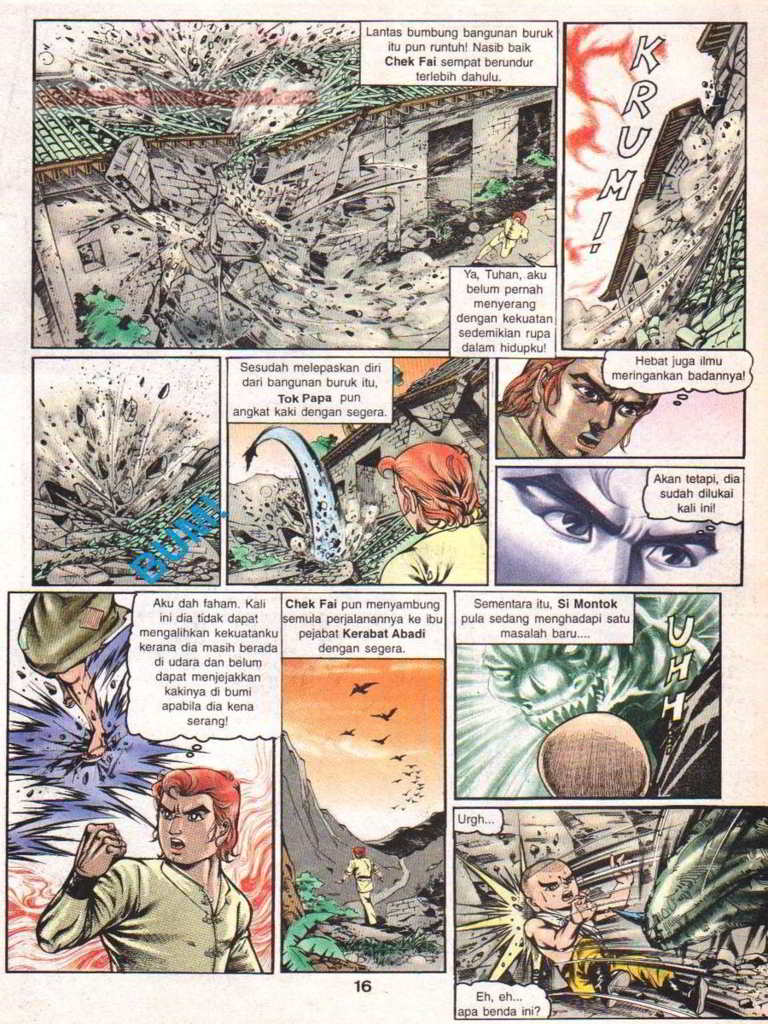 Lantas bumbung bangunan buruk
itu pun runtuh! Nasib baik
Chek Fai sempat berundur
terlebih dahulu.
KRUM!
Ya, Tuhan, aku
belum pernah
menyerang
dengan kekuatan
sedemikian rupa
dalam hidupku!
BUM!
Sesudah melepaskan diri
dari bangunan buruk itu,
Tok Papa pun
angkat kaki dengan segera.
Hebat juga ilmu
meringankan badannya!
Akan tetapi, dia
sudah dilukai
kali ini!
Aku dah faham. Kali
ini dia tidak dapat
mengalihkan kekuatanku
kerana dia masih berada
di udara dan belum
dapat menjejakkan
kakinya di bumi
apabila dia kena
serang!
Chek Fai pun menyambung
semula perjalanannya ke ibu
pejabat Kerabat Abadi
dengan segera.
Sementara itu, Si Montok
pula sedang menghadapi satu
masalah baru....
UHH
Urgh...
Eh, eh...
apa benda ini?
16